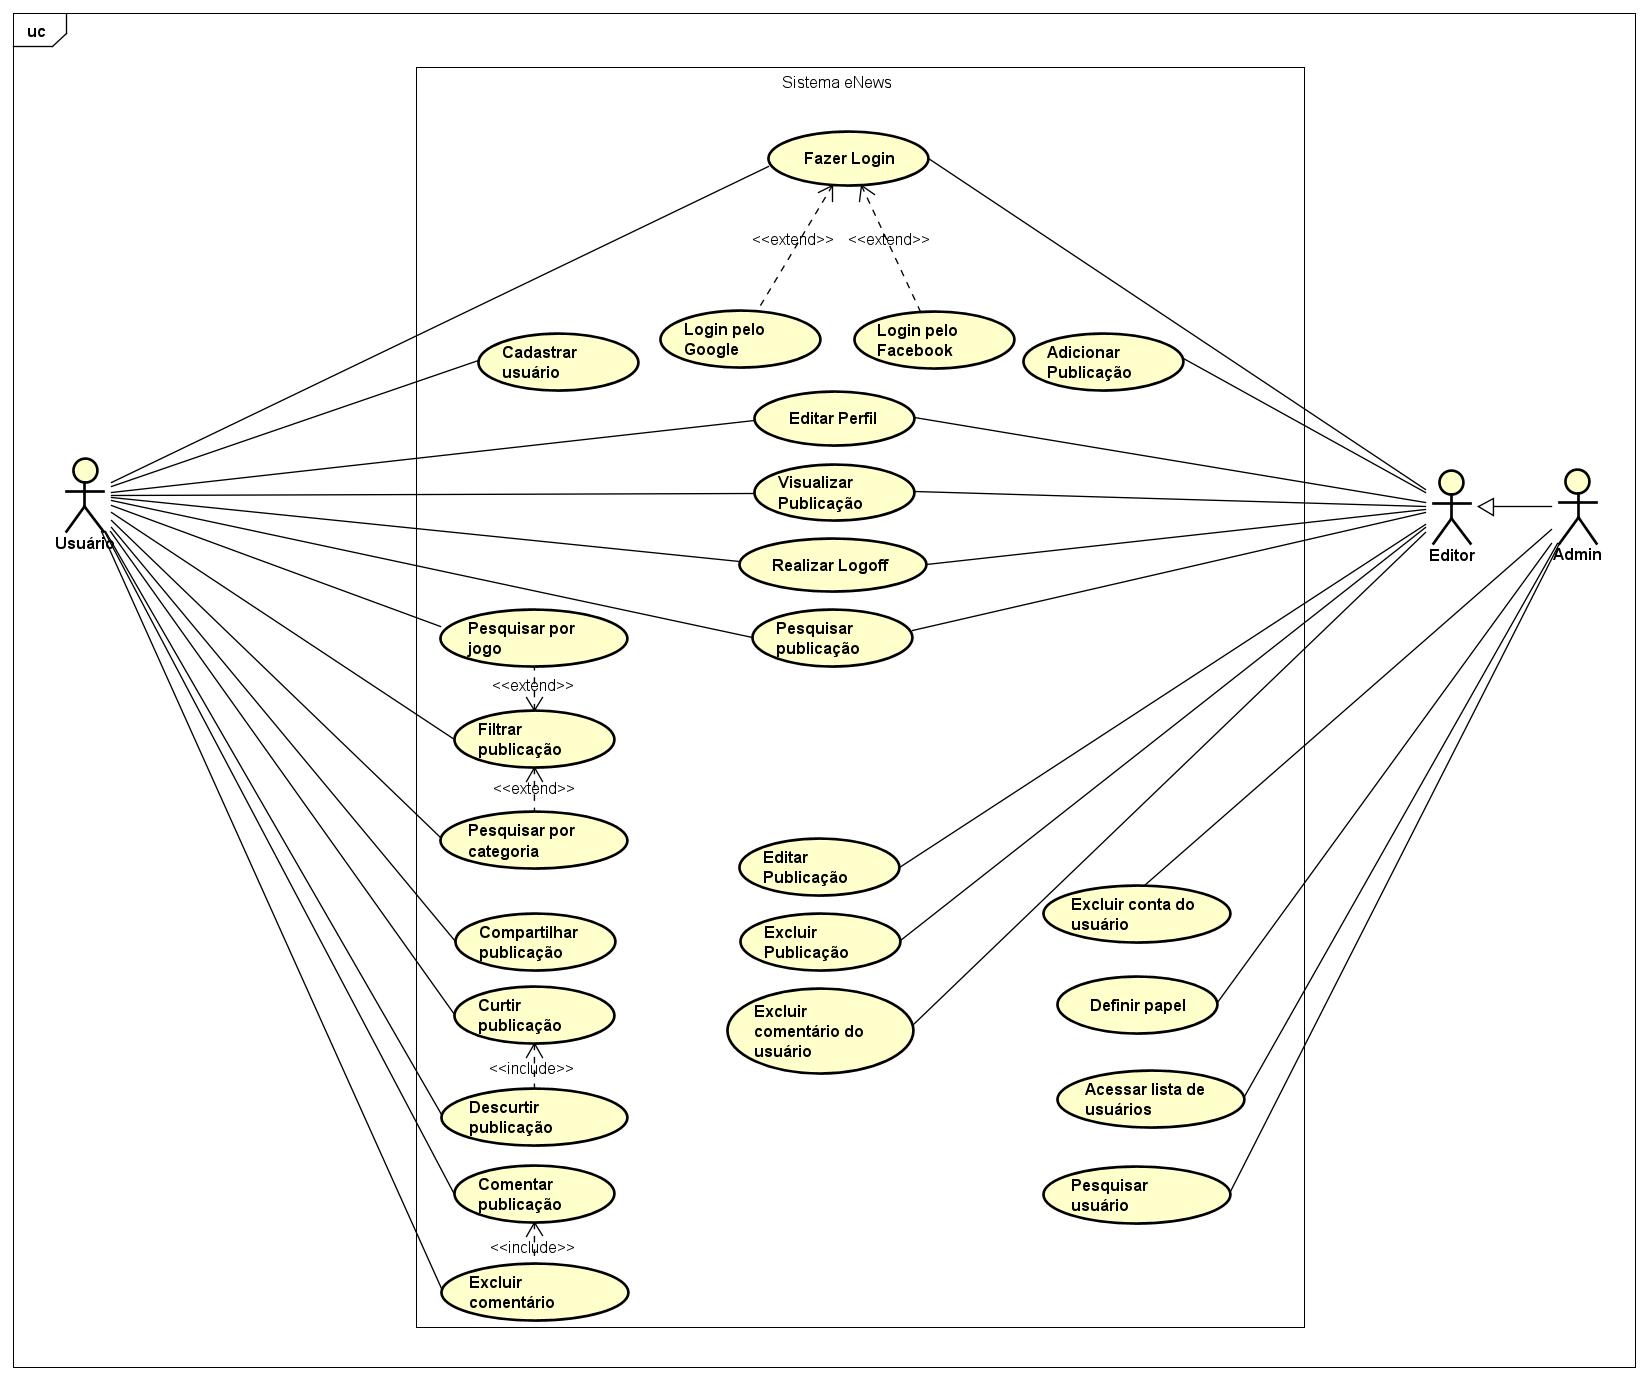 uc
Sistema eNews
Fazer Login
<<extend>>
<<extend>>
Login pelo
Google
Login pelo
Facebook
Cadastrar
usuário
Adicionar
Publicação
Editar Perfil
Visualizar
Publicação
Usuário
Editor
Admin
Realizar Logoff
Pesquisar por
jogo
Pesquisar
publicação
<<extend>>
Filtrar
publicação
<<extend>>
Pesquisar por
categoria
Editar
Publicação
Excluir conta do
usuário
Compartilhar
publicação
Excluir
Publicação
Curtir
publicação
Excluir
comentário do
usuário
Definir papel
<<include>>
Descurtir
publicação
Acessar lista de
usuários
Comentar
publicação
Pesquisar
usuário
<<include>>
Excluir
comentário